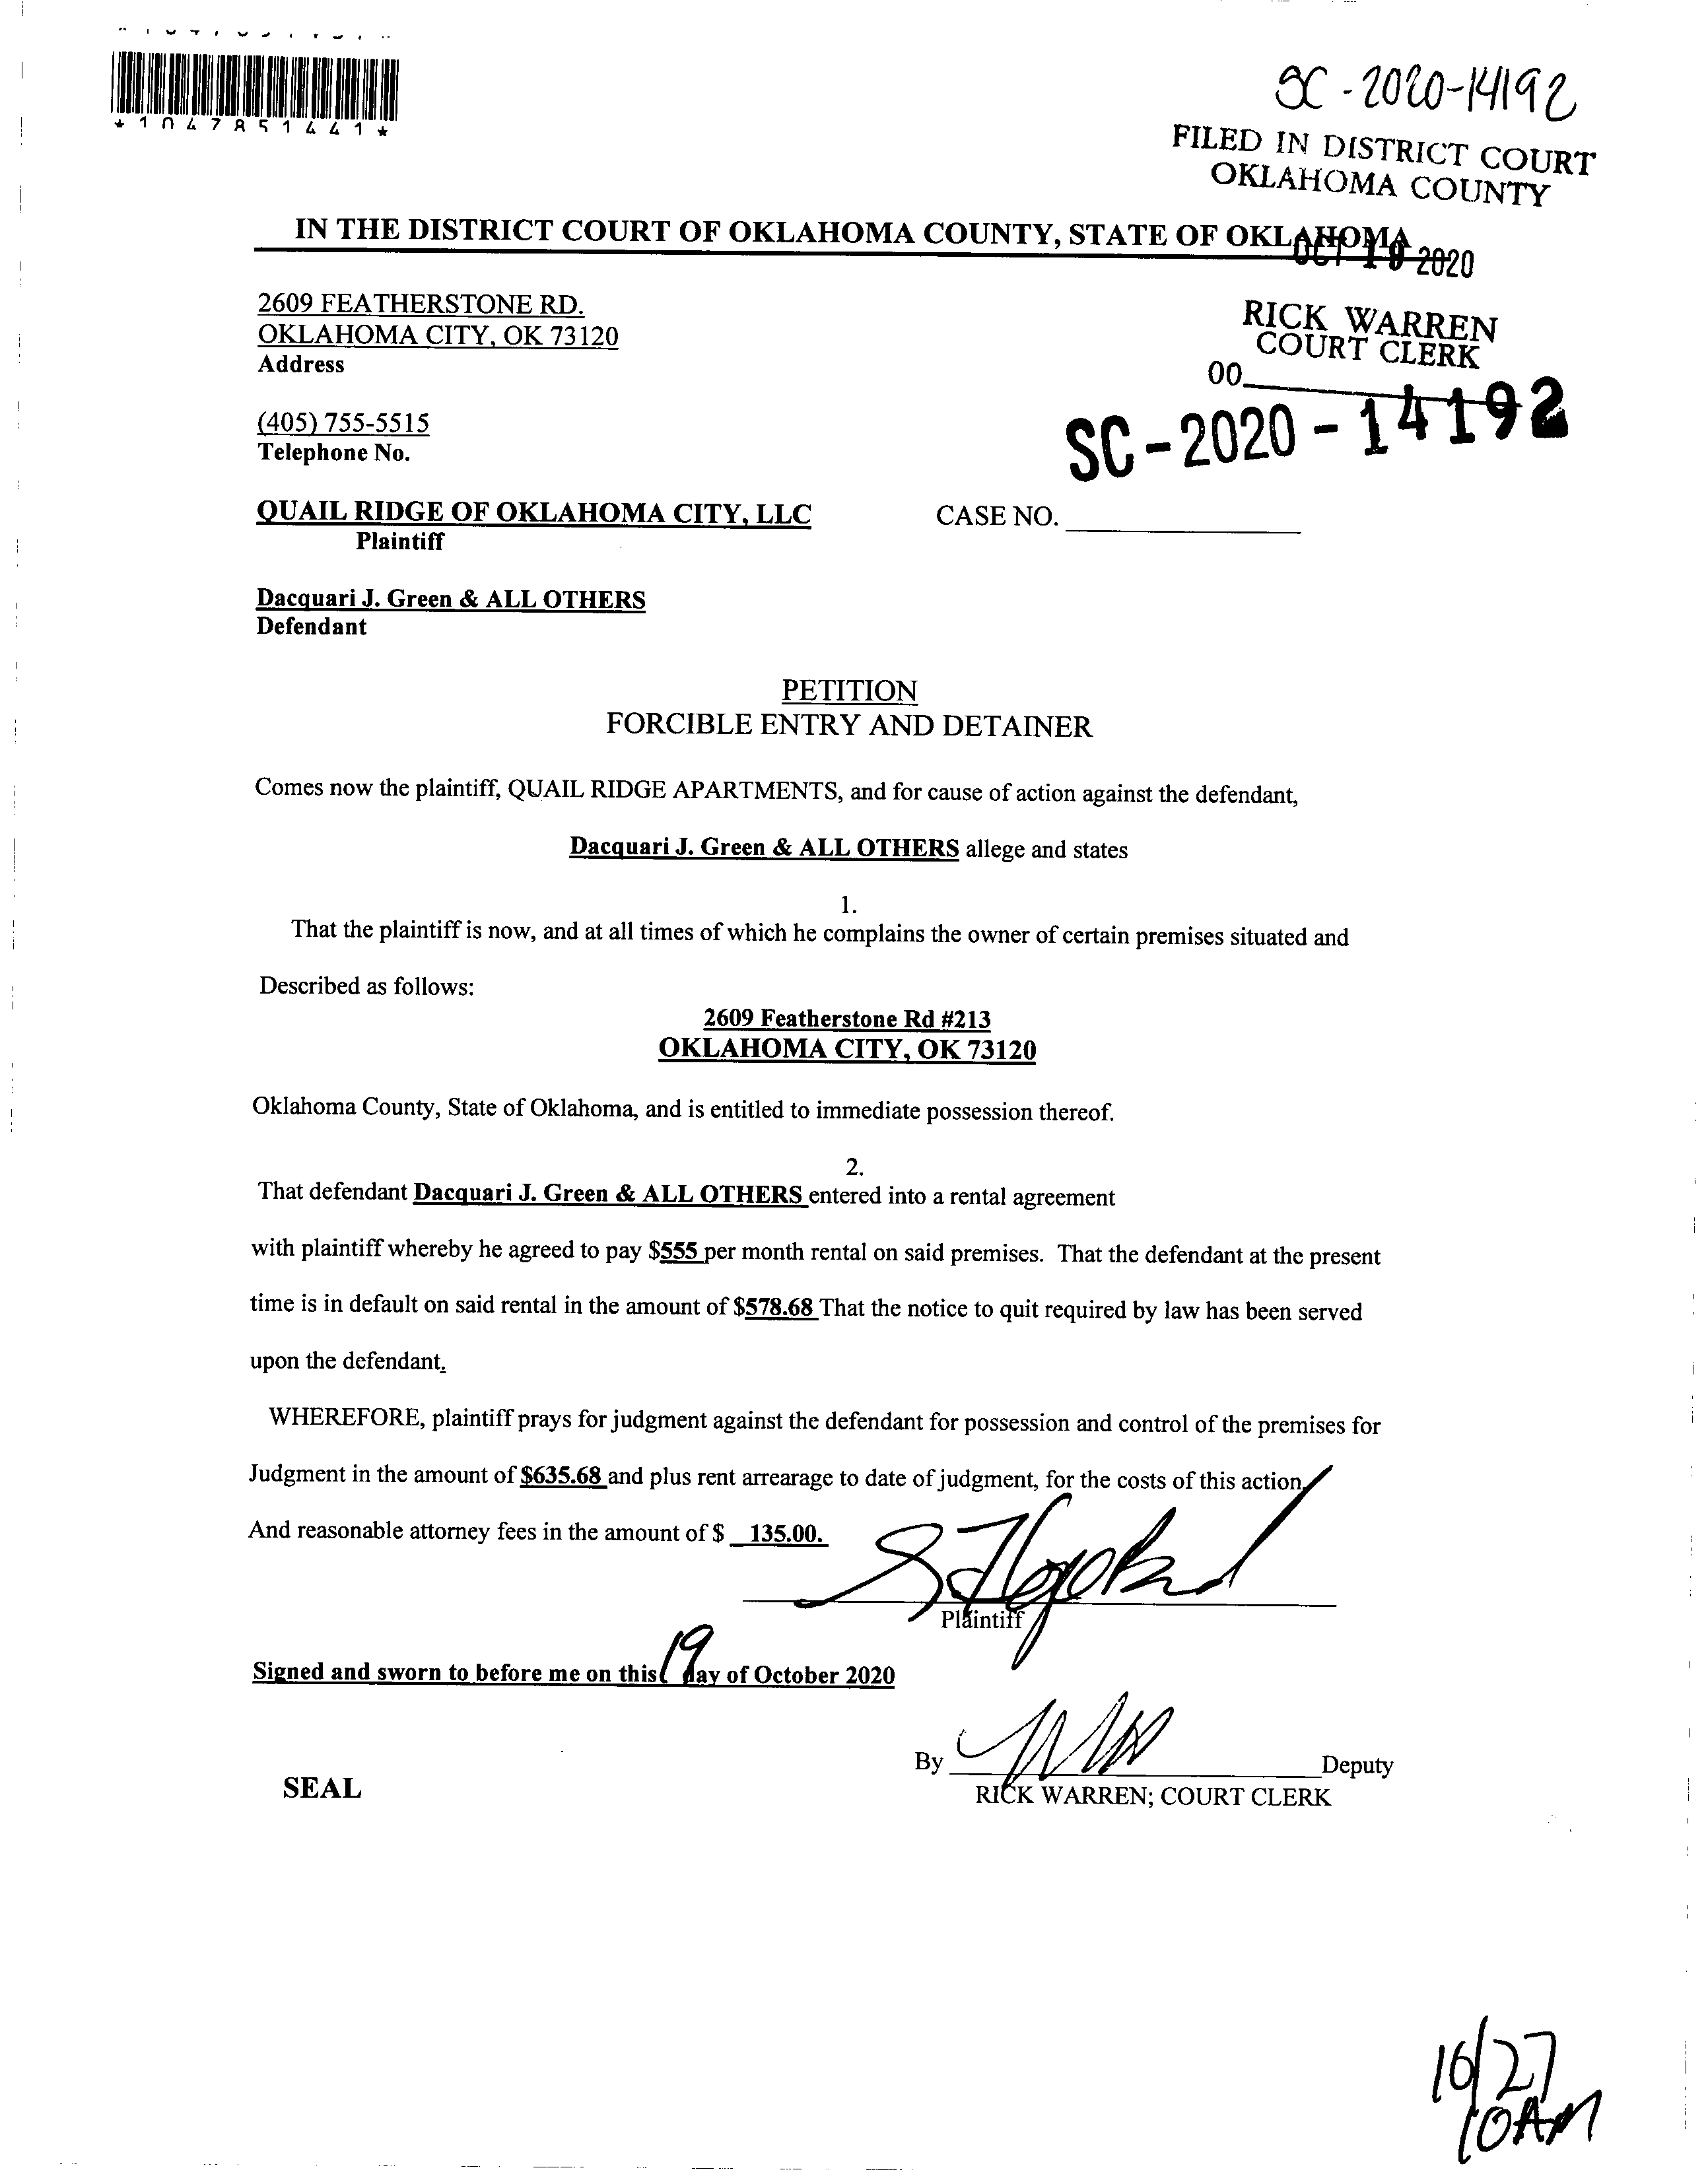 *1047851441*
SC-2020-14192
FILED IN DISTRICT COURT
OKLAHOMA COUNTY
IN THE DISTRICT COURT OF OKLAHOMA COUNTY, STATE OF OKLAHOMA
OCT 19 2020
2609 FEATHERSTONE RD.
OKLAHOMA CITY, OK 73120
Address
RICK WARREN
COURT CLERK
00
(405) 755-5515
Telephone No.
SC-2020-14192
QUAIL RIDGE OF OKLAHOMA CITY, LLC
CASE NO.
Plaintiff
Dacquari J. Green & ALL OTHERS
Defendant
PETITION
FORCIBLE ENTRY AND DETAINER
Comes now the plaintiff, QUAIL RIDGE APARTMENTS, and for cause of action against the defendant,
Dacquari J. Green & ALL OTHERS allege and states
1.
That the plaintiff is now, and at all times of which he complains the owner of certain premises situated and
Described as follows:
2609 Featherstone Rd #213
OKLAHOMA CITY, OK 73120
Oklahoma County, State of Oklahoma, and is entitled to immediate possession thereof.
2.
That defendant Dacquari J. Green & ALL OTHERS entered into a rental agreement
with plaintiff whereby he agreed to pay $555 per month rental on said premises. That the defendant at the present
time is in default on said rental in the amount of $578.68 That the notice to quit required by law has been served
upon the defendant.
WHEREFORE, plaintiff prays for judgment against the defendant for possession and control of the premises for
Judgment in the amount of $635.68 and plus rent arrearage to date of judgment, for the costs of this action,
And reasonable attorney fees in the amount of $ 135.00.
Plaintiff
Signed and sworn to before me on this 19 day of October 2020
By Deputy
RICK WARREN; COURT CLERK
SEAL
10/27
10AM